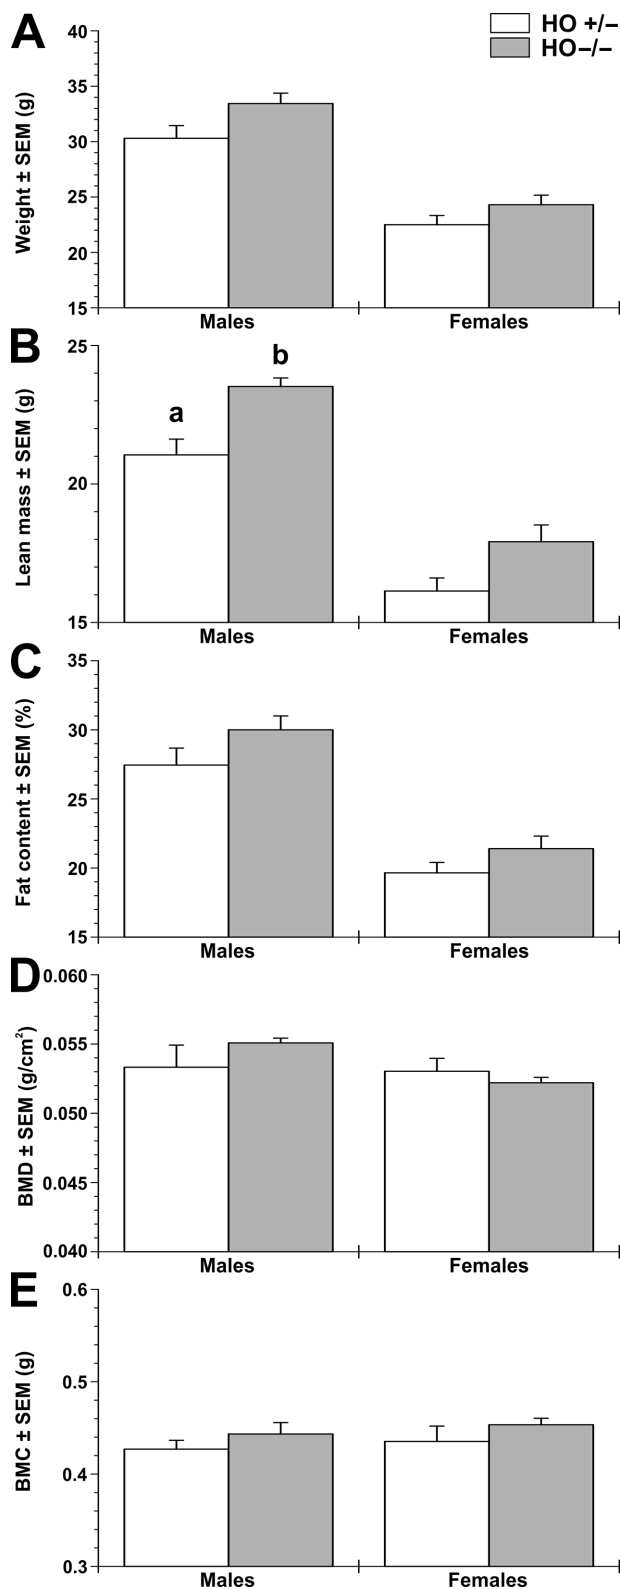 A
HO +/–
HO–/–
Weight ± SEM (g)
40
35
30
25
20
15
Males Females
B
Lean mass ± SEM (g)
25
20
15
a
b
Males Females
C
Fat content ± SEM (%)
35
30
25
20
15
Males Females
D
BMD ± SEM (g/cm²)
0.060
0.055
0.050
0.045
0.040
Males Females
E
BMC ± SEM (g)
0.6
0.5
0.4
0.3
Males Females